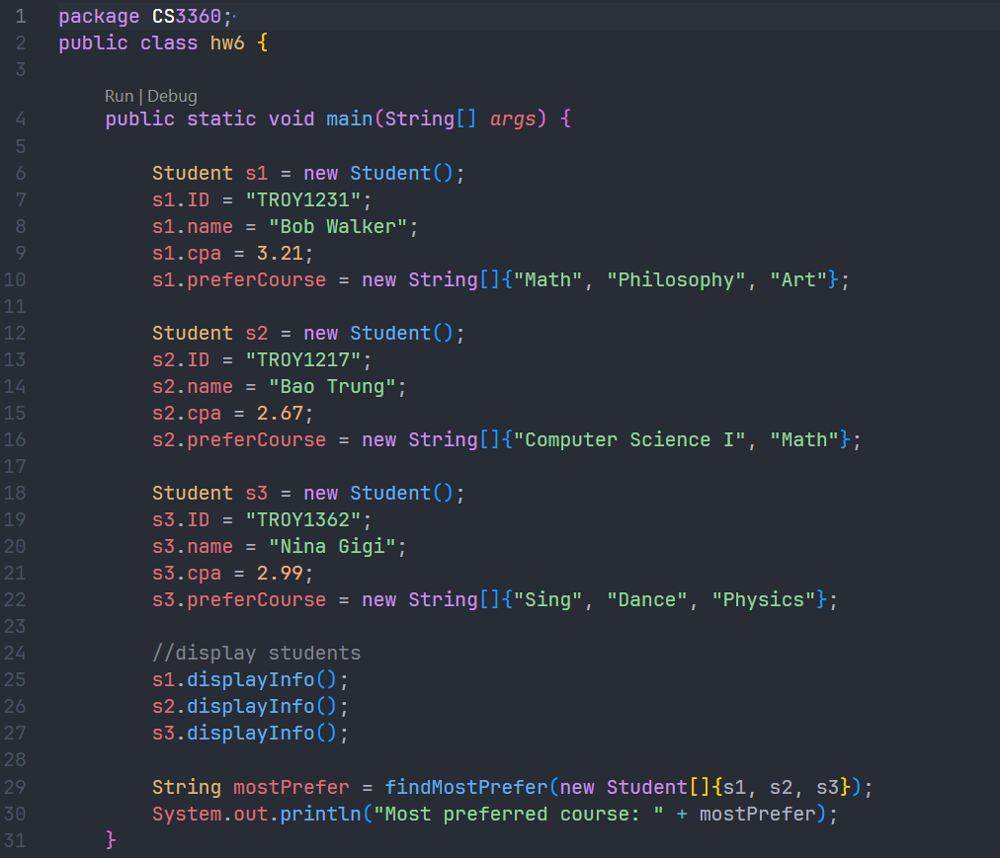 1 package CS3360;
2 public class hw6 {
3
Run | Debug
4 public static void main(String[] args) {
5
6 Student s1 = new Student();
7 s1.ID = "TROY1231";
8 s1.name = "Bob Walker";
9 s1.cpa = 3.21;
10 s1.preferCourse = new String[]{"Math", "Philosophy", "Art"};
11
12 Student s2 = new Student();
13 s2.ID = "TROY1217";
14 s2.name = "Bao Trung";
15 s2.cpa = 2.67;
16 s2.preferCourse = new String[]{"Computer Science I", "Math"};
17
18 Student s3 = new Student();
19 s3.ID = "TROY1362";
20 s3.name = "Nina Gigi";
21 s3.cpa = 2.99;
22 s3.preferCourse = new String[]{"Sing", "Dance", "Physics"};
23
24 //display students
25 s1.displayInfo();
26 s2.displayInfo();
27 s3.displayInfo();
28
29 String mostPrefer = findMostPrefer(new Student[]{s1, s2, s3});
30 System.out.println("Most preferred course: " + mostPrefer);
31 }